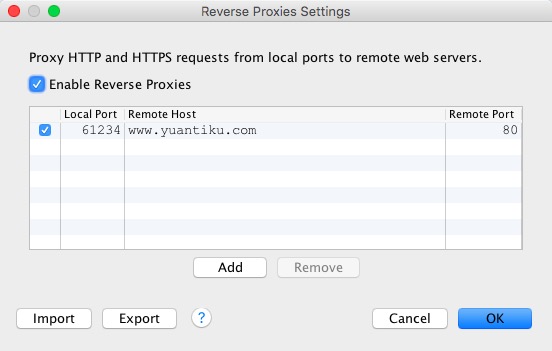 Reverse Proxies Settings
Proxy HTTP and HTTPS requests from local ports to remote web servers.
Enable Reverse Proxies
Local Port Remote Host Remote Port
61234 www.yuantiku.com 80
Add Remove
Import Export ? Cancel OK